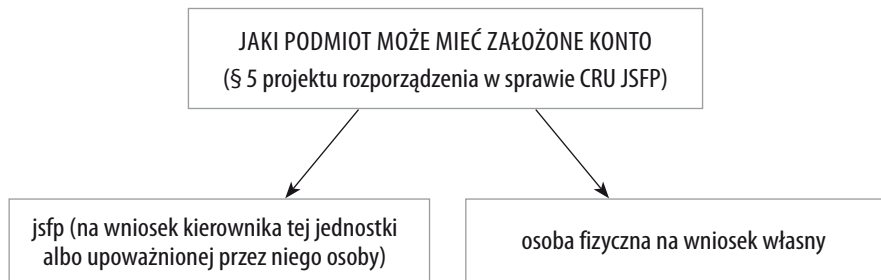 JAKI PODMIOT MOŻE MIEĆ ZAŁOŻONE KONTO
(§ 5 projektu rozporządzenia w sprawie CRU JSFP)
jsfp (na wniosek kierownika tej jednostki
albo upoważnionej przez niego osoby)
osoba fizyczna na wniosek własny